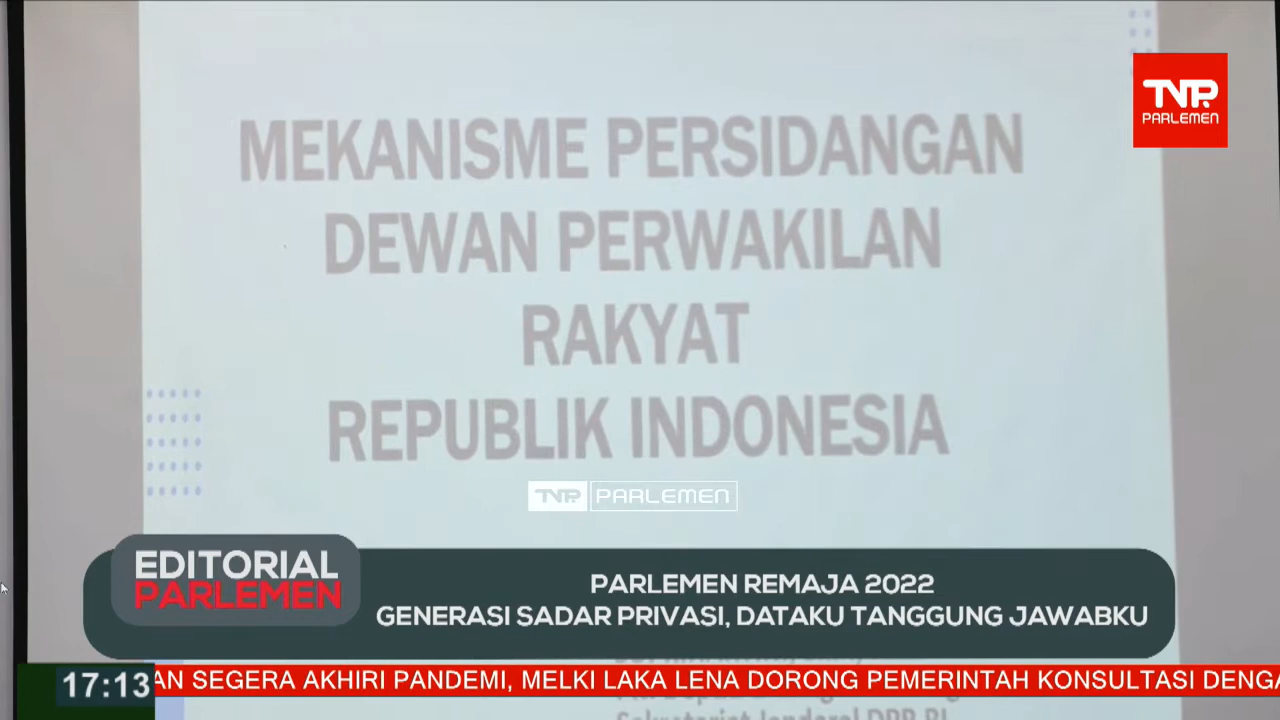 TVR
PARLEMEN
MEKANISME PERSIDANGAN
DEWAN PERWAKILAN
RAKYAT
REPUBLIK INDONESIA
TVR PARLEMEN
EDITORIAL
PARLEMEN
PARLEMEN REMAJA 2022
GENERASI SADAR PRIVASI, DATAKU TANGGUNG JAWABKU
17:13
AN SEGERA AKHIRI PANDEMI, MELKI LAKA LENA DORONG PEMERINTAH KONSULTASI DENGA